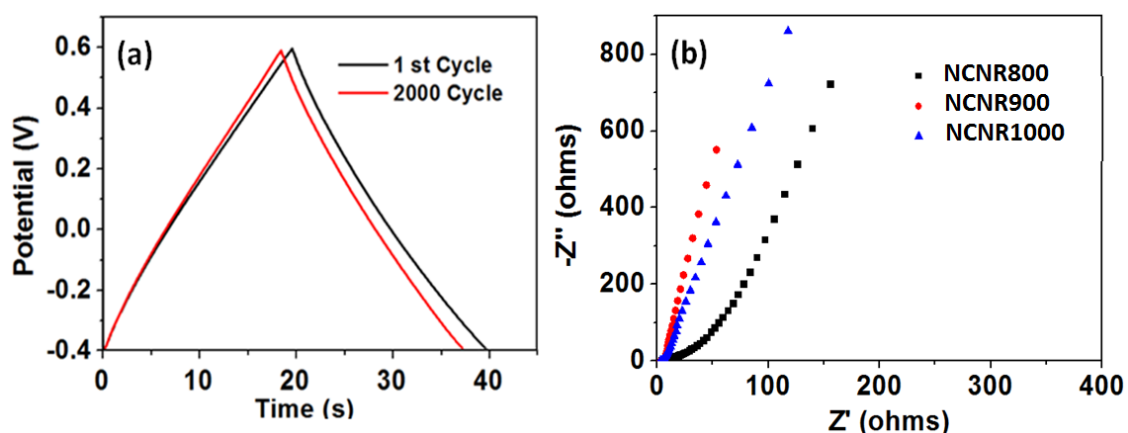 (a)
1 st Cycle
2000 Cycle
0.6
0.4
0.2
0.0
-0.2
-0.4
Potential (V)
0 10 20 30 40
Time (s)
(b)
NCNR800
NCNR900
NCNR1000
800
600
400
200
0
-Z" (ohms)
0 100 200 300 400
Z' (ohms)